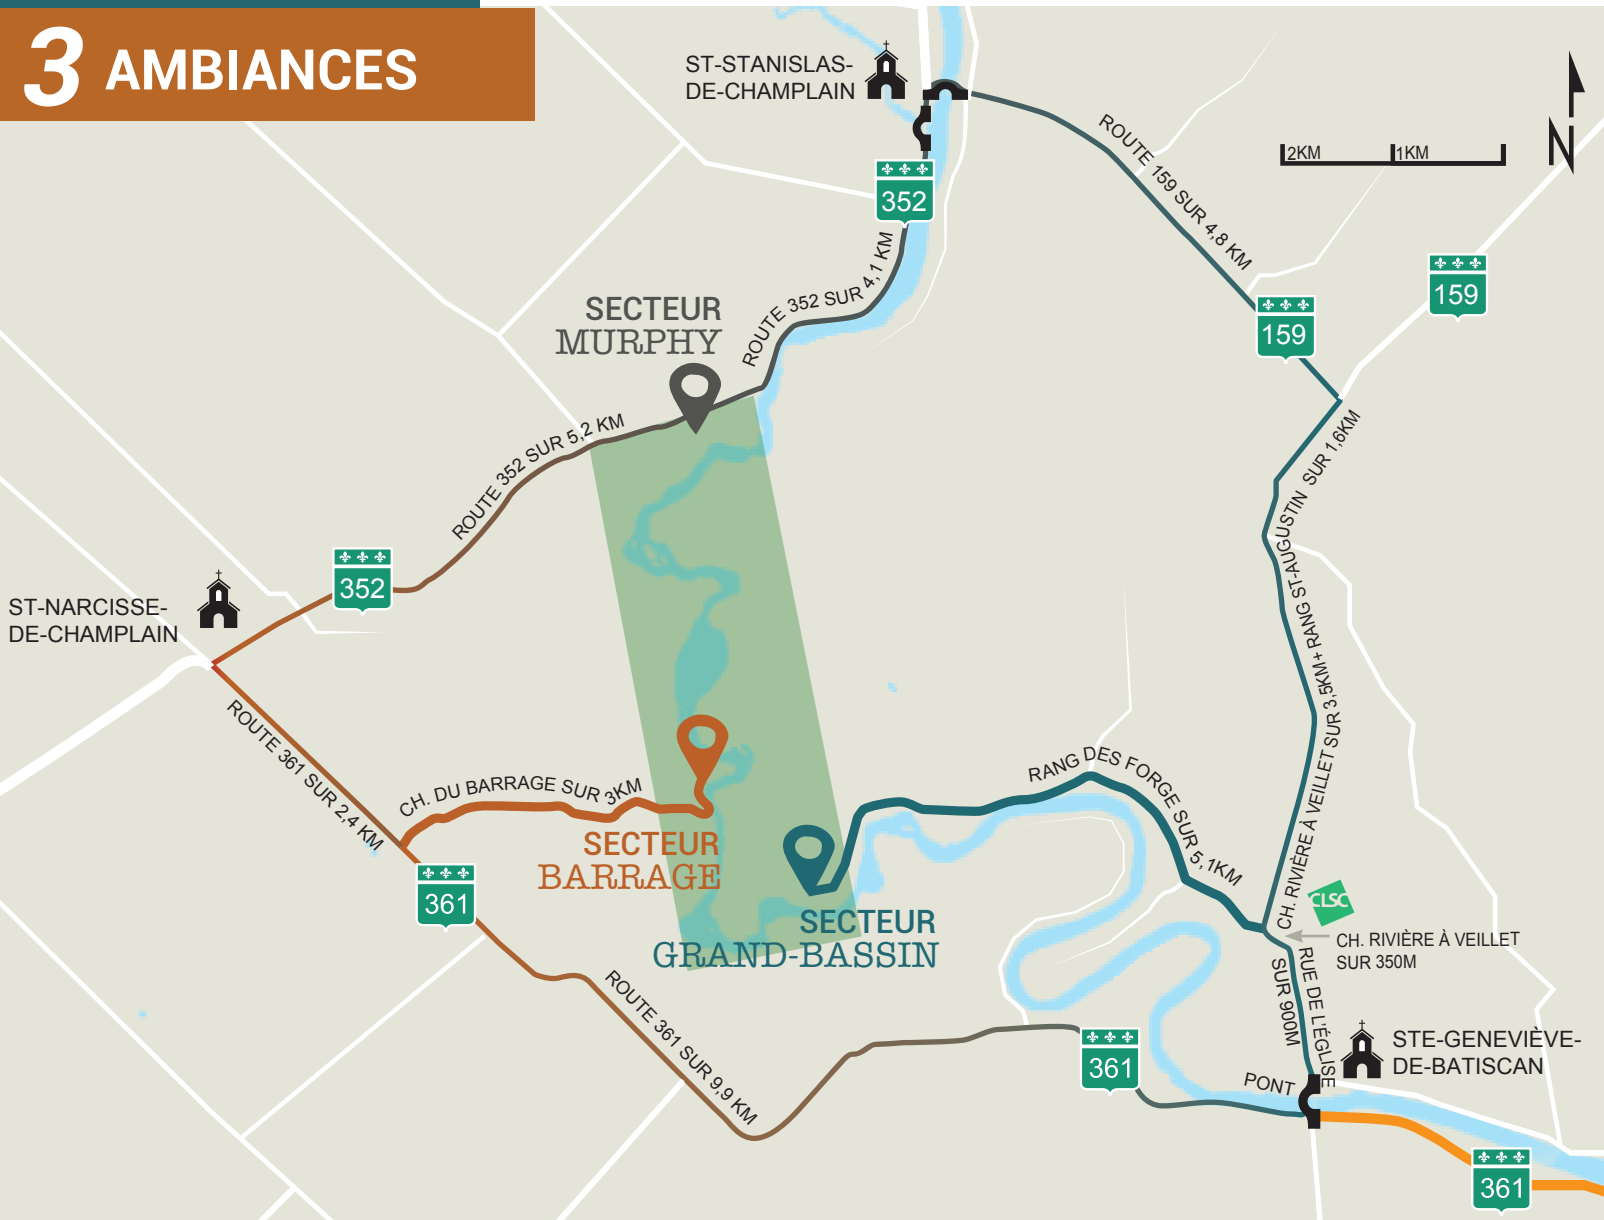 3 AMBIANCES
ST-STANISLAS-
DE-CHAMPLAIN
N
2KM
1KM
352
ROUTE 159 SUR 4,8 KM
159
159
ROUTE 352 SUR 4,1 KM
SECTEUR
MURPHY
ROUTE 352 SUR 5,2 KM
352
ST-NARCISSE-
DE-CHAMPLAIN
ROUTE 361 SUR 2,4 KM
CH. DU BARRAGE SUR 3KM
SECTEUR
BARRAGE
361
SECTEUR
GRAND-BASSIN
RANG DES FORGE SUR 5,1KM
CH. RIVIÈRE À VEILLET SUR 3,5KM+ RANG ST-AUGUSTIN SUR 1,6KM
CLSC
CH. RIVIÈRE À VEILLET
SUR 350M
RUE DE L'ÉGLISE
SUR 900M
ROUTE 361 SUR 9,9 KM
361
PONT
STE-GENEVIÈVE-
DE-BATISCAN
361